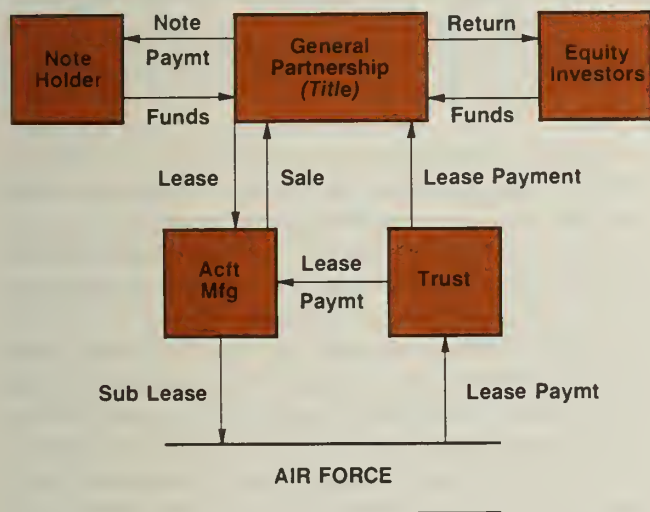 Note
Holder
Note
Paymt
Funds
General
Partnership
(Title)
Return
Funds
Equity
Investors
Lease
Sale
Lease Payment
Acft
Mfg
Lease
Paymt
Trust
Sub Lease
Lease Paymt
AIR FORCE